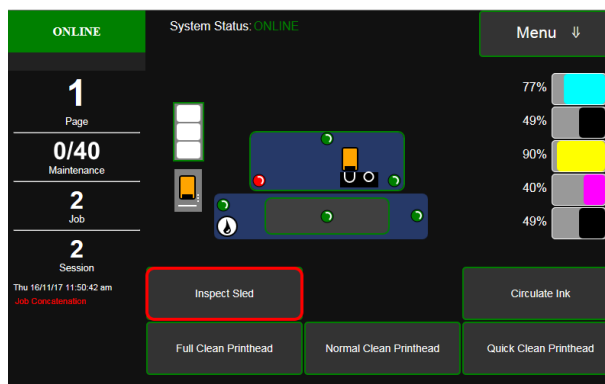 ONLINE
System Status: ONLINE
Menu ⇓
1
Page
0/40
Maintenance
2
Job
2
Session
Thu 16/11/17 11:50:42 am
Job Concatenation
77%
49%
90%
40%
49%
Inspect Sled
Circulate Ink
Full Clean Printhead
Normal Clean Printhead
Quick Clean Printhead